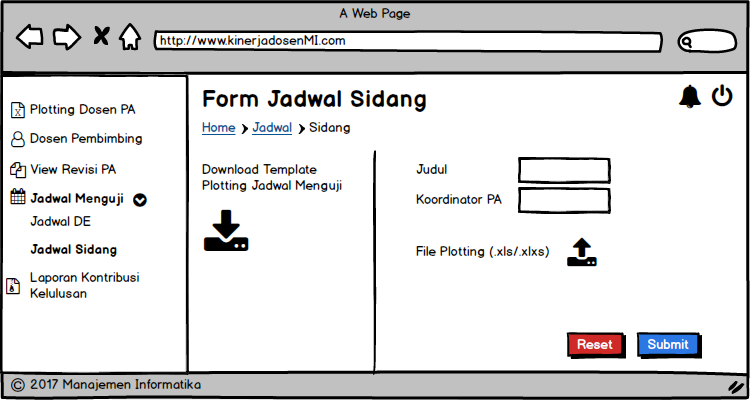 A Web Page
http://www.kinerjadosenMI.com
Plotting Dosen PA
Dosen Pembimbing
View Revisi PA
Jadwal Menguji
Jadwal DE
Jadwal Sidang
Laporan Kontribusi
Kelulusan
Form Jadwal Sidang
Home > Jadwal > Sidang
Download Template
Plotting Jadwal Menguji
Judul
Koordinator PA
File Plotting (.xls/.xlxs)
Reset
Submit
© 2017 Manajemen Informatika